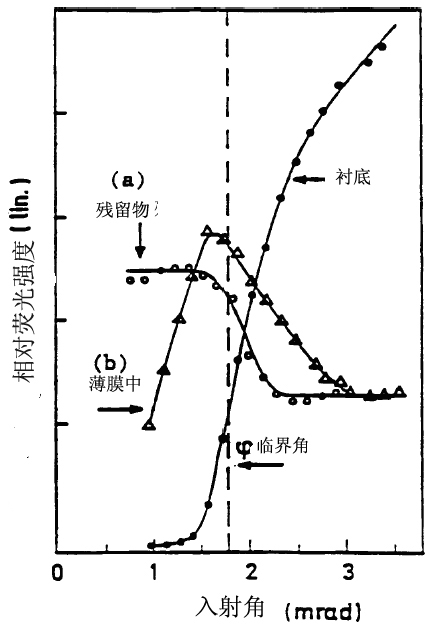 相对荧光强度 (lin.)
(a)
残留物
衬底
(b)
薄膜中
φ 临界角
0 1 2 3
入射角 (mrad)